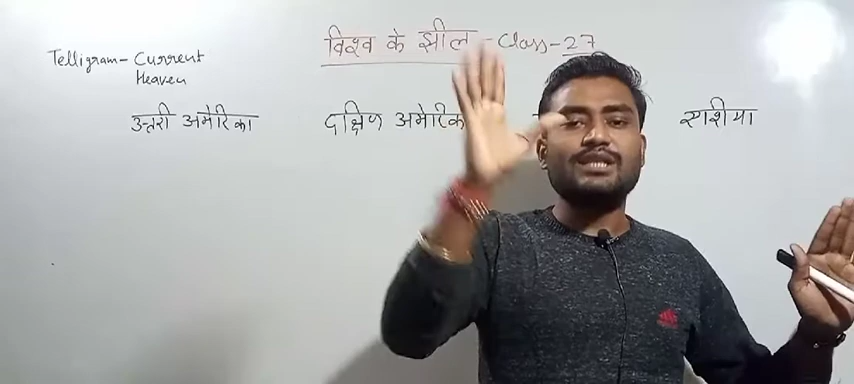 विश्व के झील - Class - 27
Telligram - Current
Heaven
उत्तरी अमेरिका
दक्षिण अमेरिका
एशिया